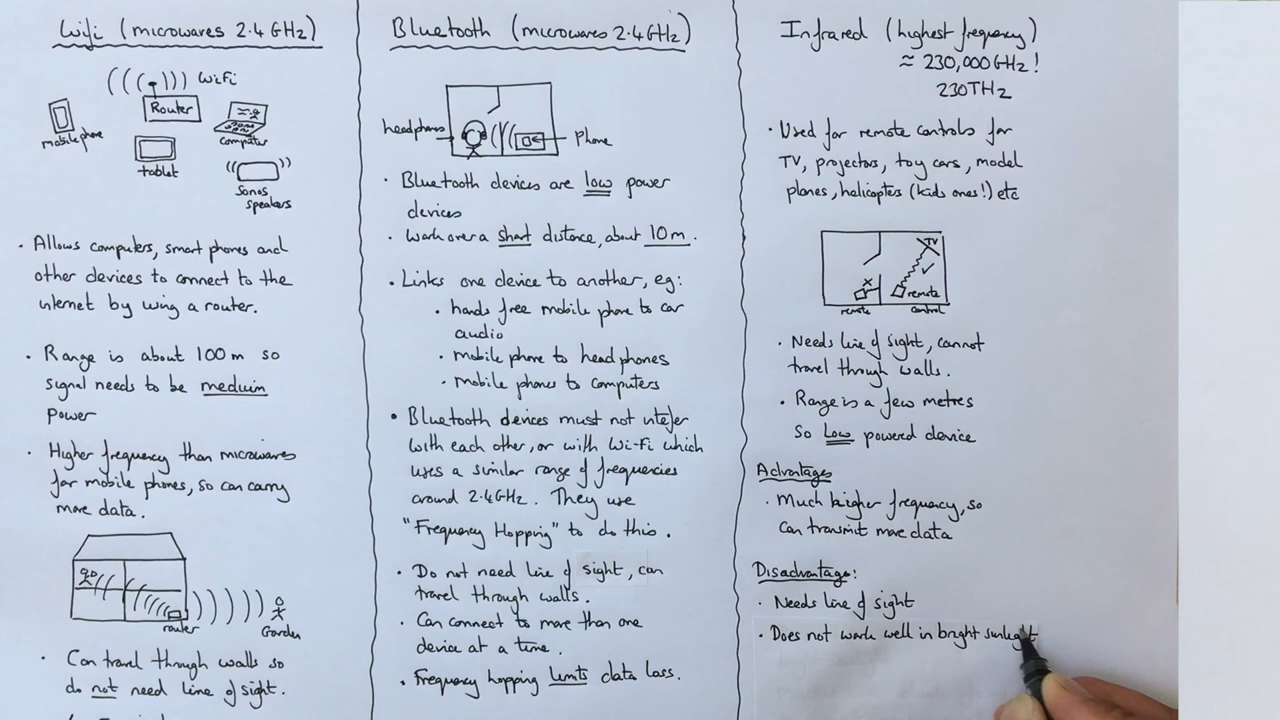 Wifi (microwaves 2.4 GHz)
WiFi
Router
mobile phone
computer
tablet
Sonos
speakers
· Allows computers, smart phones and
other devices to connect to the
internet by using a router.
· Range is about 100 m so
signal needs to be medium
power
· Higher frequency than microwaves
for mobile phones, so can carry
more data.
router
Garden
· Can travel through walls so
do not need line of sight.
Bluetooth (microwaves 2.4 GHz)
headphones
Phone
· Bluetooth devices are low power
devices
· Work over a short distance, about 10 m.
· Links one device to another, eg:
· hands free mobile phone to car
audio
· mobile phone to headphones
· mobile phones to computers
· Bluetooth devices must not interfer
with each other, or with Wi-Fi which
uses a similar range of frequencies
around 2.4 GHz. They use
"Frequency Hopping" to do this.
· Do not need line of sight, can
travel through walls.
· Can connect to more than one
device at a time.
· Frequency hopping limits data loss.
Infrared (highest frequency)
≈ 230,000 GHz!
230THz
· Used for remote controls for
TV, projectors, toy cars, model
planes, helicopters (kids ones!) etc
TV
remote
remote control
· Needs line of sight, cannot
travel through walls.
· Range is a few metres
So Low powered device
Advantages
· Much higher frequency, so
can transmit more data
Disadvantages:
· Needs line of sight
· Does not work well in bright sunlight